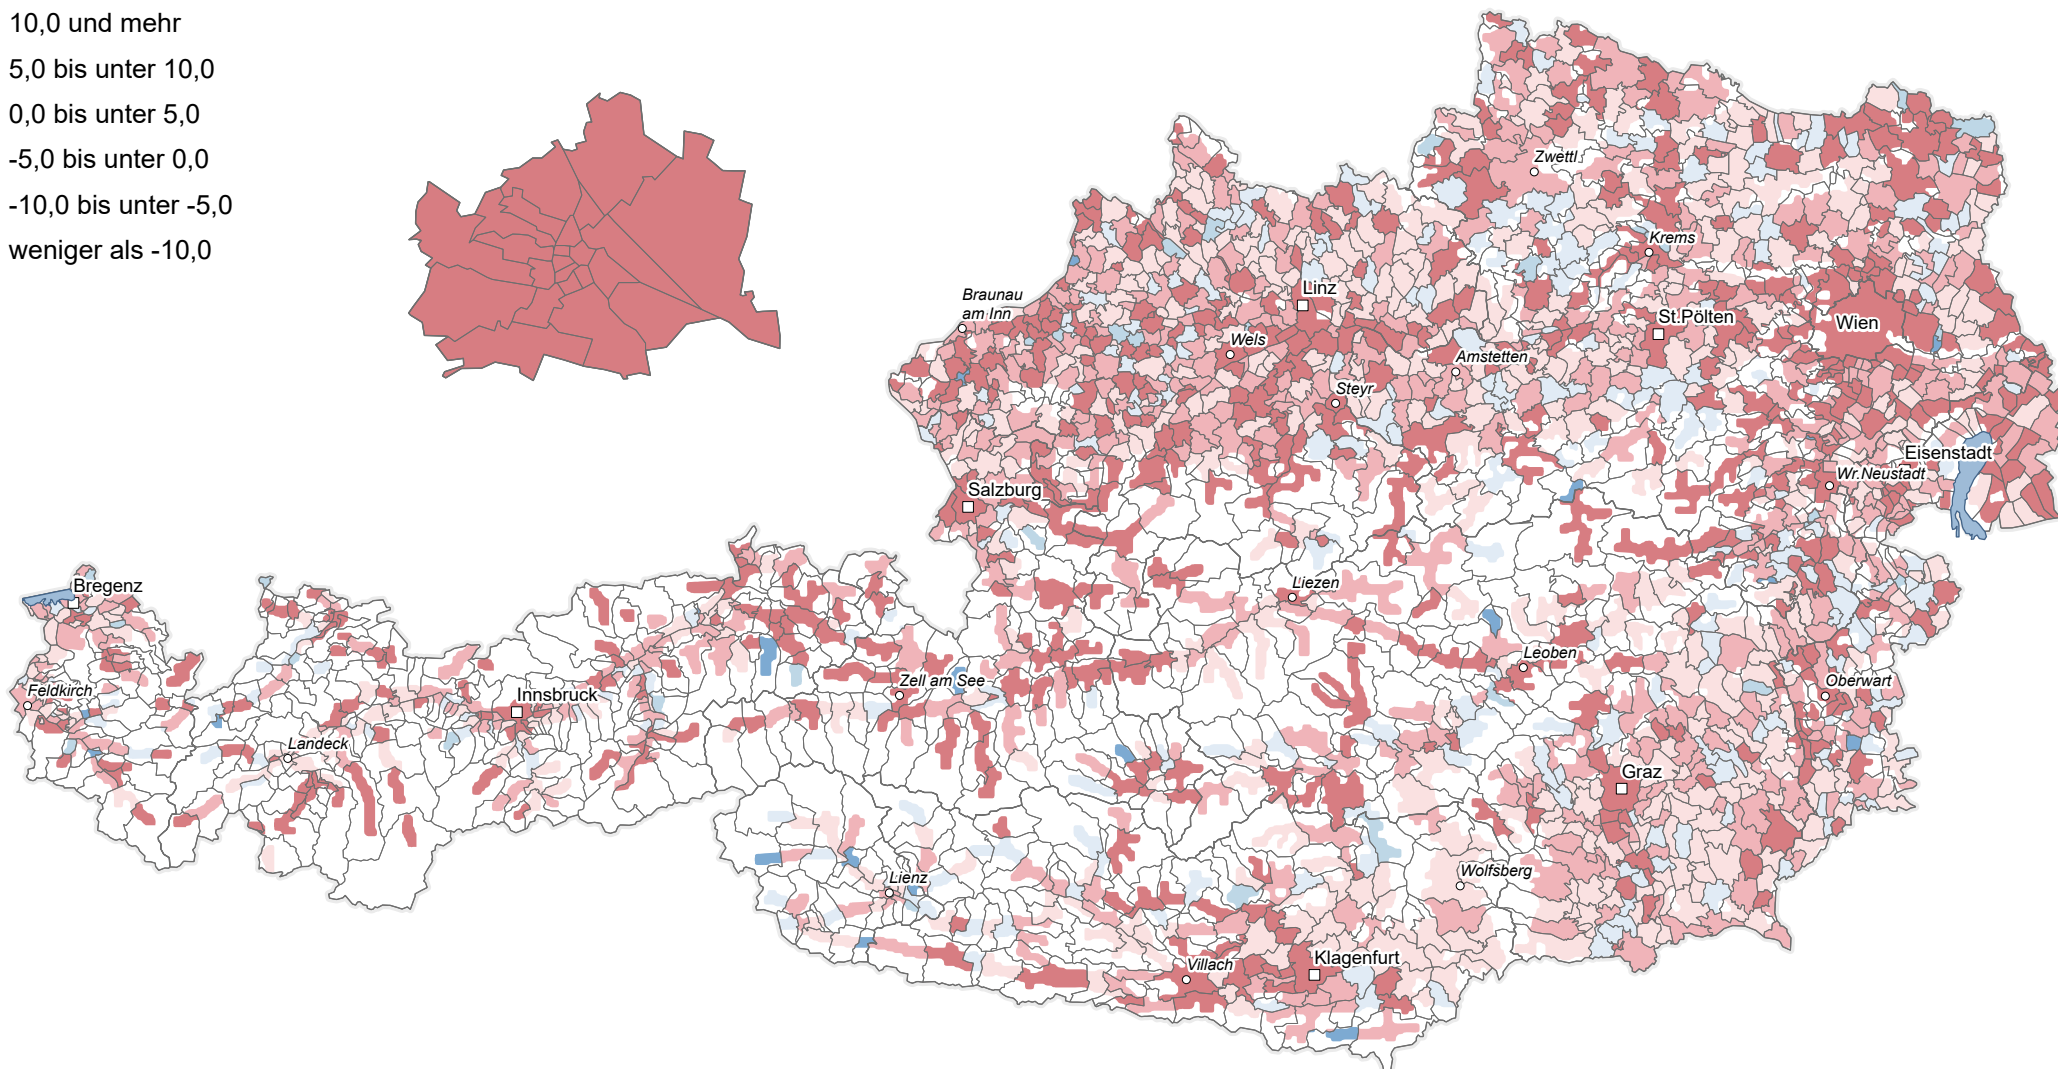 10,0 und mehr
5,0 bis unter 10,0
0,0 bis unter 5,0
-5,0 bis unter 0,0
-10,0 bis unter -5,0
weniger als -10,0
Zwettl
Krems
Linz
Braunau
am Inn
St.Pölten
Wien
Wels
Amstetten
Steyr
Eisenstadt
Wr.Neustadt
Salzburg
Liezen
Bregenz
Leoben
Zell am See
Oberwart
Feldkirch
Innsbruck
Landeck
Graz
Lienz
Wolfsberg
Villach
Klagenfurt